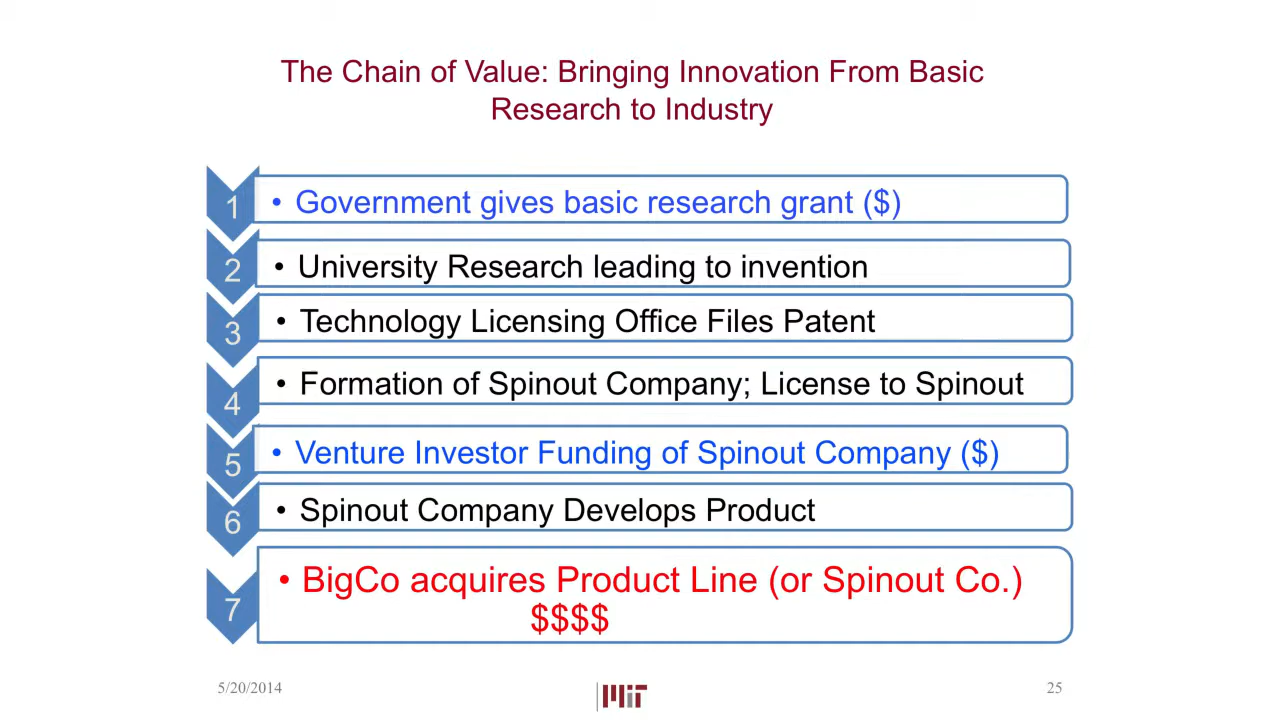 The Chain of Value: Bringing Innovation From Basic
Research to Industry
1
• Government gives basic research grant ($)
2
• University Research leading to invention
3
• Technology Licensing Office Files Patent
4
• Formation of Spinout Company; License to Spinout
5
• Venture Investor Funding of Spinout Company ($)
6
• Spinout Company Develops Product
7
• BigCo acquires Product Line (or Spinout Co.)
$$$$
5/20/2014
MIT
25